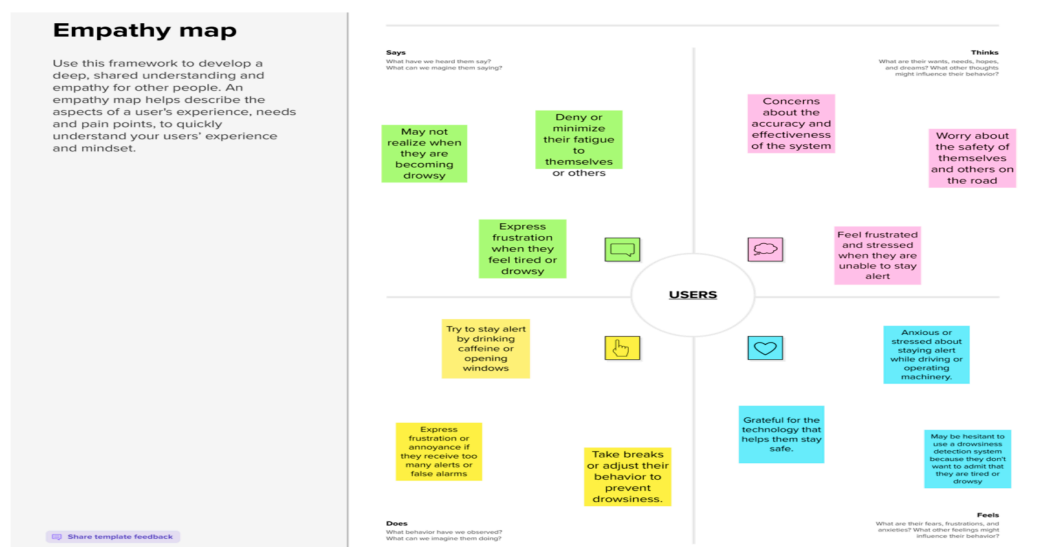 Empathy map
Use this framework to develop a
deep, shared understanding and
empathy for other people. An
empathy map helps describe the
aspects of a user's experience, needs
and pain points, to quickly
understand your users' experience
and mindset.
Share template feedback
Says
What have we heard them say?
What can we magine them saying?
May not
realize when
they are
becoming
drowsy
Deny or
minimize
their fatigue
to
themselves
or others
Express
frustration
when they
feel tired or
drowsy
Thinks
What are their wants, needs, hopes,
and dreams? What other thoughts
might influence their behavior?
Concerns
about the
accuracy and
effectiveness
of the system
Worry about
the safety of
themselves
and others on
the road
Feel frustrated
and stressed
when they are
unable to stay
alert
USERS
Try to stay alert
by drinking
caffeine or
opening
windows
Express
frustration or
annoyance if
they receive too
many alerts or
false alarms
Take breaks
or adjust their
behavior to
prevent
drowsiness.
Does
What behavior have we observed?
What can we imagine them doing?
Anxious or
stressed about
staying alert
while driving or
operating
machinery.
Grateful for the
technology that
helps them stay
safe.
May be hesitant to
use a drowsiness
detection system
because they don't
want to admit that
they are tired or
drowsy
Feels
What are their fears, frustrations, and
anxieties? What other feelings might
influence their behavior?